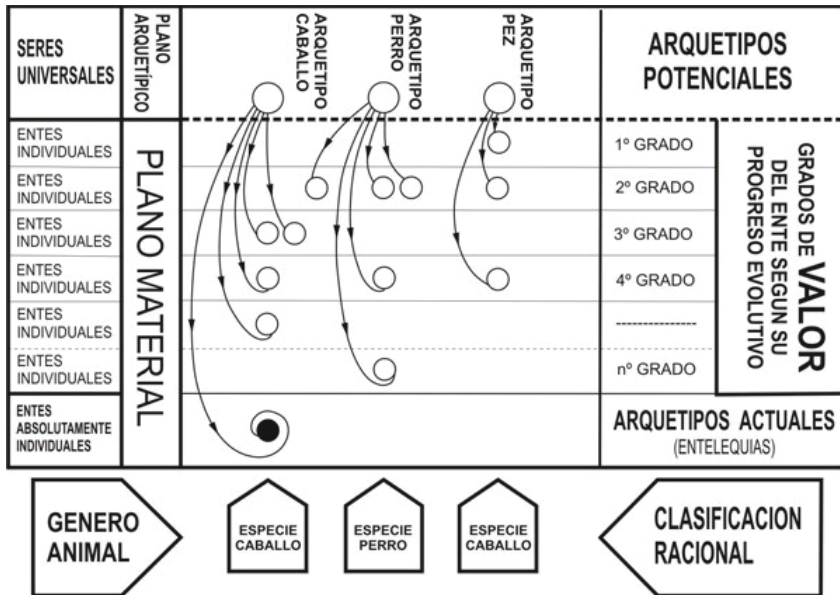 SERES
UNIVERSALES
PLANO
ARQUETÍPICO
ARQUETIPO
CABALLO
ARQUETIPO
PERRO
ARQUETIPO
PEZ
ARQUETIPOS
POTENCIALES
ENTES
INDIVIDUALES
1º GRADO
ENTES
INDIVIDUALES
2º GRADO
ENTES
INDIVIDUALES
3º GRADO
ENTES
INDIVIDUALES
4º GRADO
ENTES
INDIVIDUALES
---------------
ENTES
INDIVIDUALES
nº GRADO
PLANO MATERIAL
GRADOS DE VALOR
DEL ENTE SEGUN SU
PROGRESO EVOLUTIVO
ENTES
ABSOLUTAMENTE
INDIVIDUALES
ARQUETIPOS ACTUALES
(ENTELEQUIAS)
GENERO
ANIMAL
ESPECIE
CABALLO
ESPECIE
PERRO
ESPECIE
CABALLO
CLASIFICACION
RACIONAL